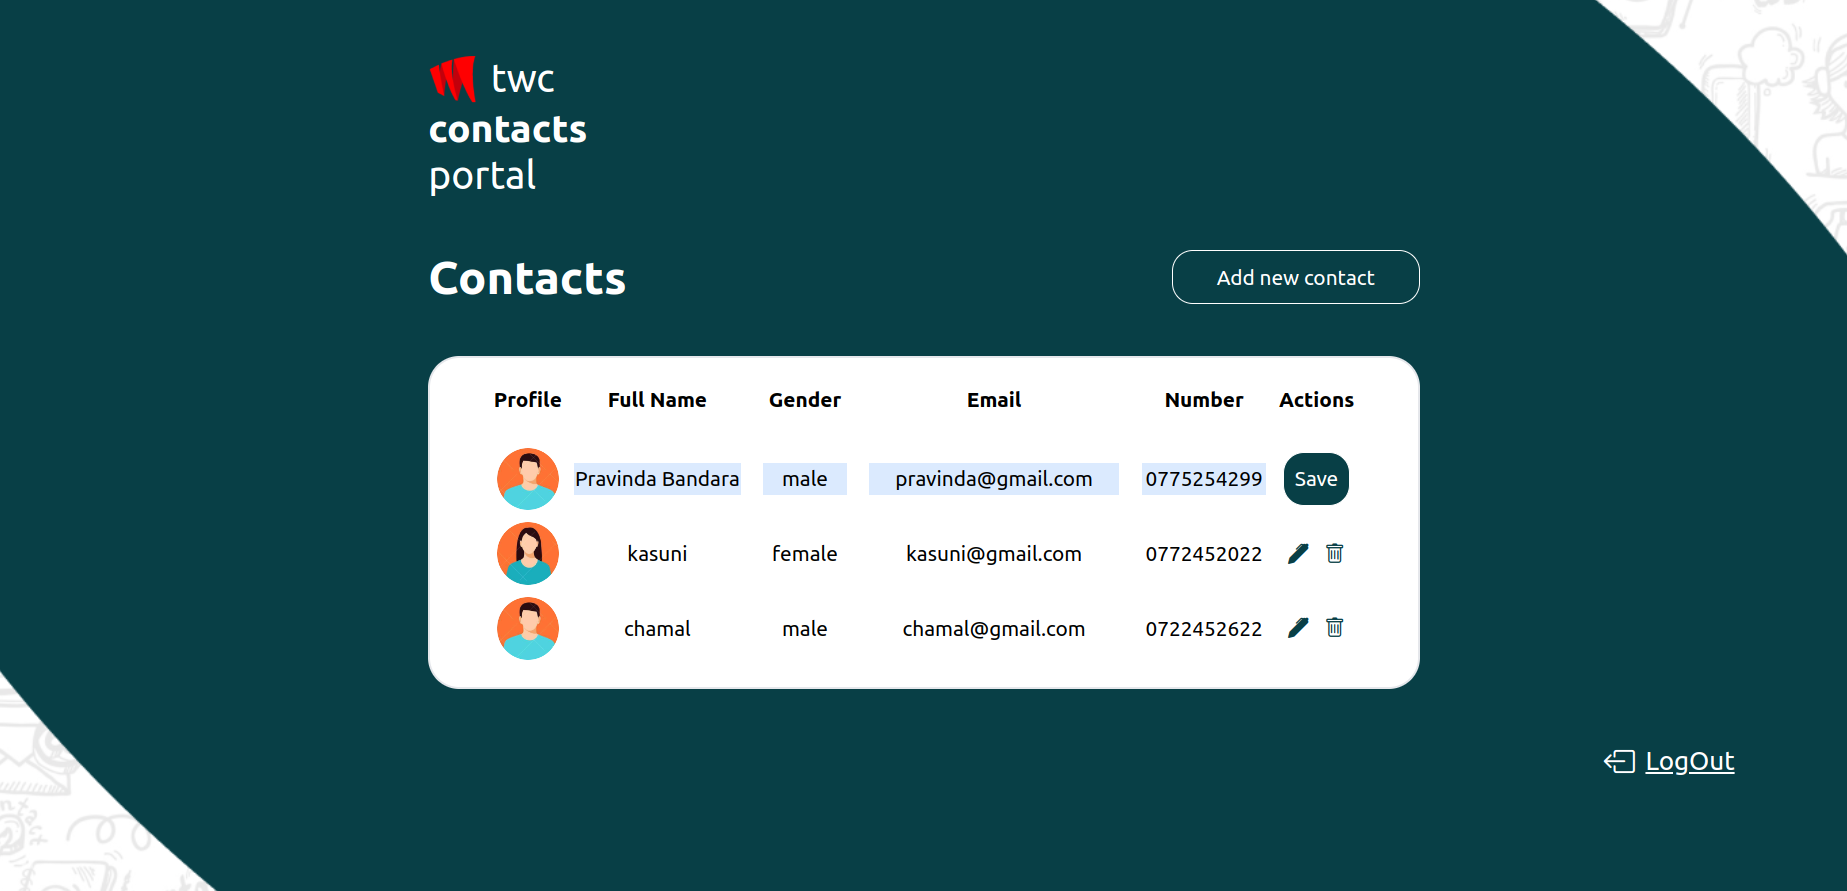 twc
contacts
portal
Contacts
Add new contact
Profile Full Name Gender Email Number Actions
Pravinda Bandara male pravinda@gmail.com 0775254299 Save
kasuni female kasuni@gmail.com 0772452022
chamal male chamal@gmail.com 0722452622
LogOut